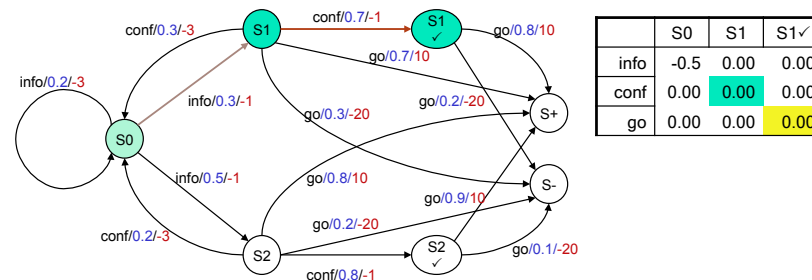 conf/0.3/-3
S1
conf/0.7/-1
S1
✓
go/0.8/10
go/0.7/10
info/0.2/-3
info/0.3/-1
go/0.3/-20
go/0.2/-20
S+
S0
info/0.5/-1
go/0.8/10
go/0.9/10
S-
go/0.2/-20
conf/0.2/-3
S2
conf/0.8/-1
S2
✓
go/0.1/-20
S0 S1 S1✓
info -0.5 0.00 0.00
conf 0.00 0.00 0.00
go 0.00 0.00 0.00